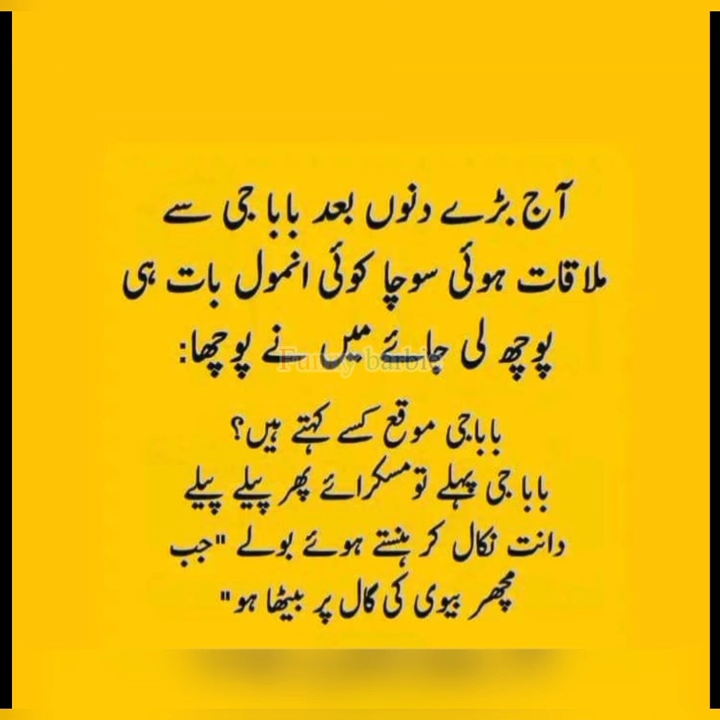 آج بڑے دنوں بعد بابا جی سے
ملاقات ہوئی سوچا کوئی انمول بات ہی
پوچھ لی جائے میں نے پوچھا:
Funny barbie
بابا جی موقع کسے کہتے ہیں؟
بابا جی پہلے تو مسکرائے پھر پیلے پیلے
دانت نکال کر ہنستے ہوئے بولے "جب
مچھر بیوی کی گال پر بیٹھا ہو"